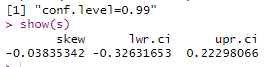 [1] "conf.level=0.99"
> show(s)
skew lwr.ci upr.ci
-0.03835342 -0.32631653 0.22298066
>